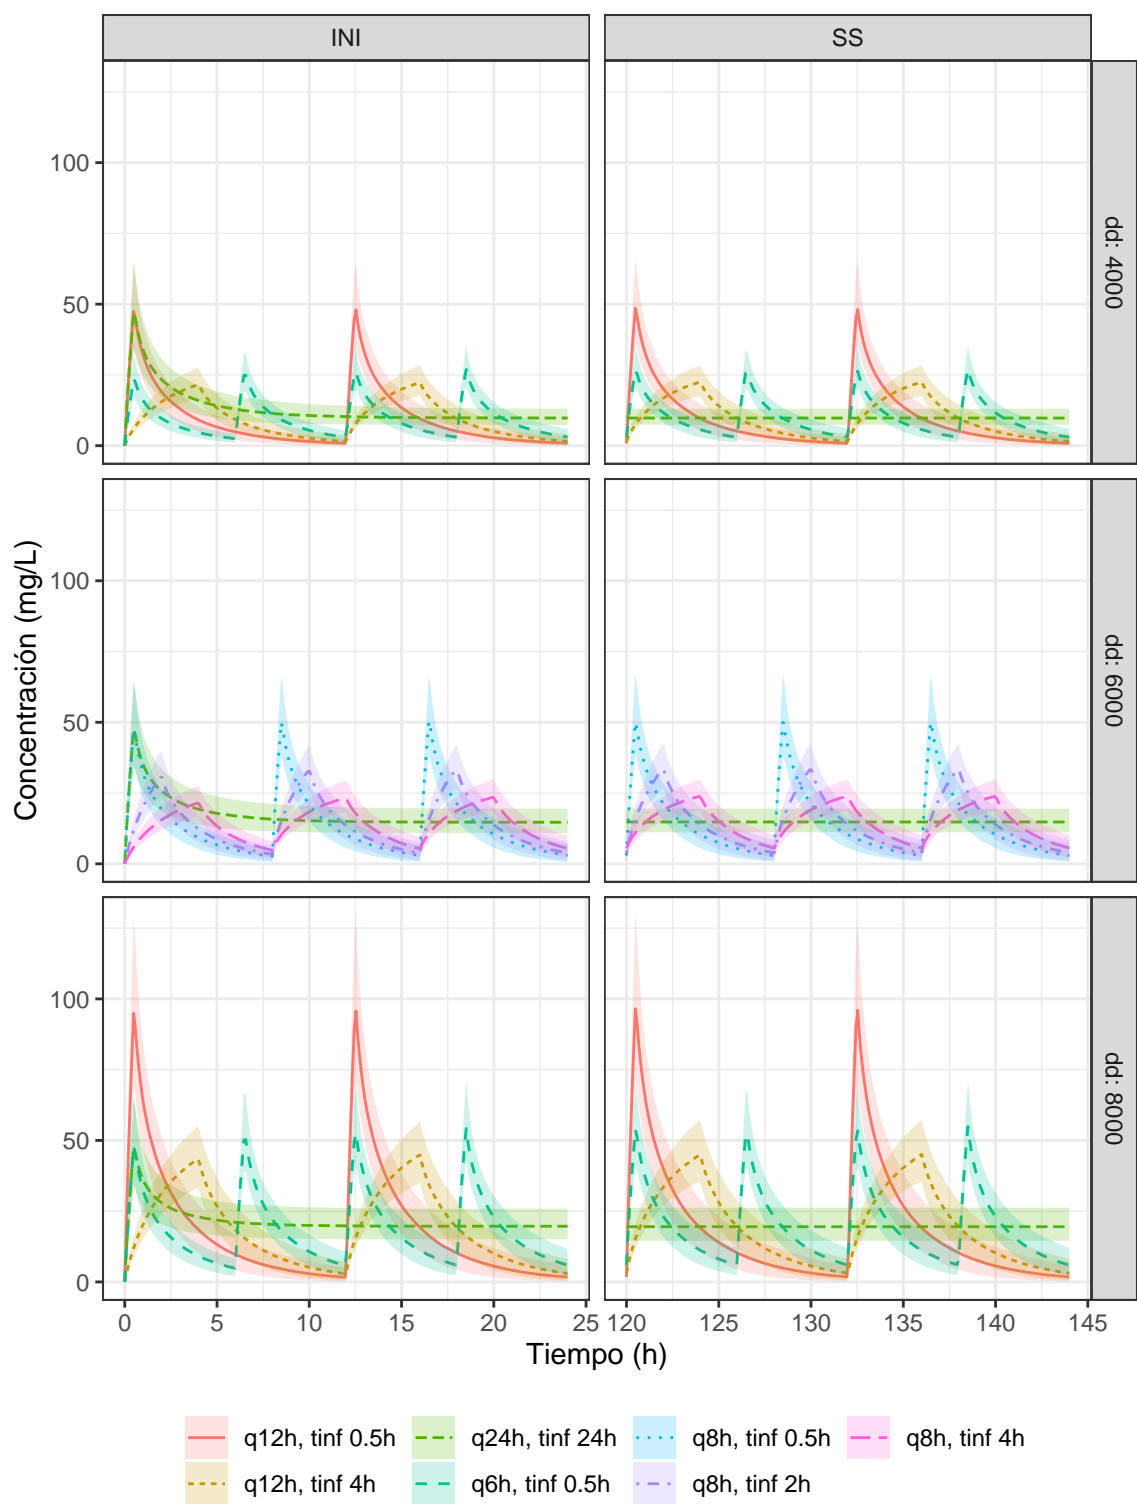 INI SS
100
50
0
dd: 4000
100
50
0
dd: 6000
Concentración (mg/L)
100
50
0
dd: 8000
0 5 10 15 20 25 120 125 130 135 140 145
Tiempo (h)
q12h, tinf 0.5h q24h, tinf 24h q8h, tinf 0.5h q8h, tinf 4h
q12h, tinf 4h q6h, tinf 0.5h q8h, tinf 2h